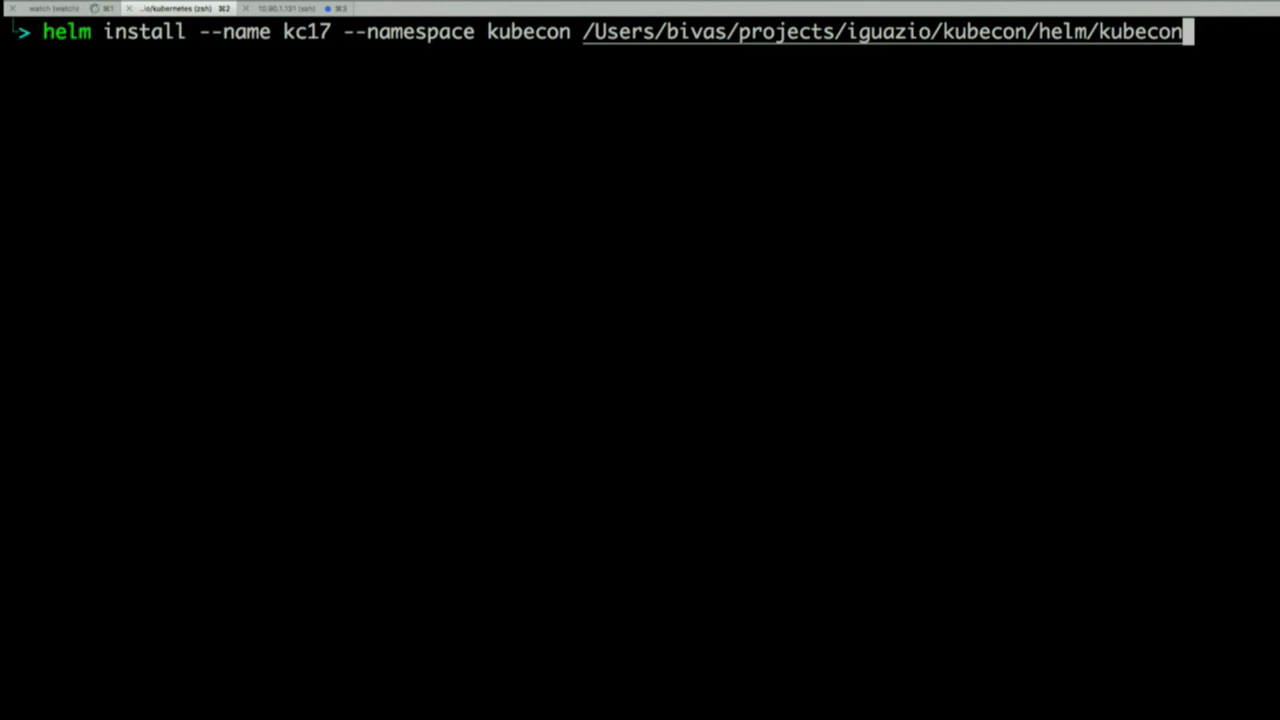 watch (watch) ⌘1 ...io/kubernetes (zsh) ⌘2 10.90.1.131 (ssh) ⌘3
> helm install --name kc17 --namespace kubecon /Users/bivas/projects/iguazio/kubecon/helm/kubecon